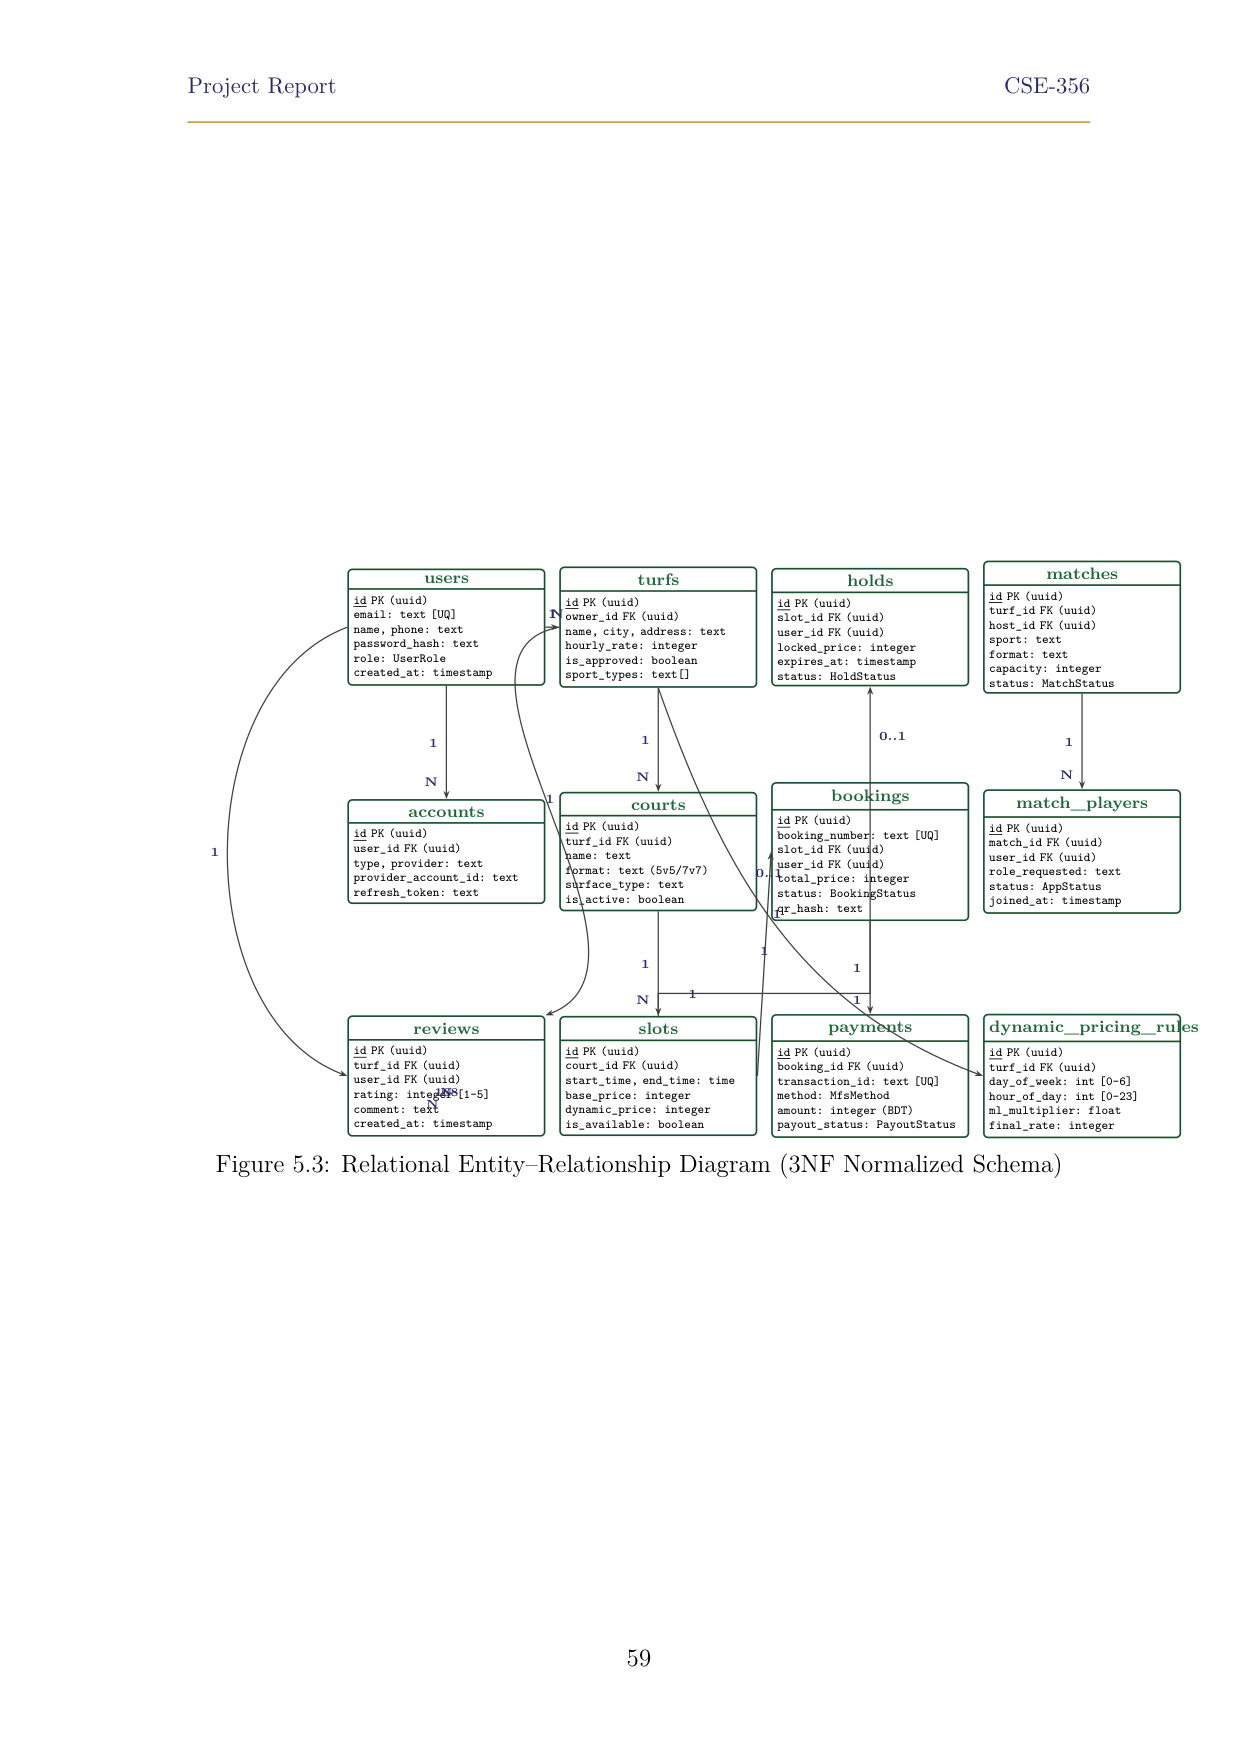 Project Report CSE-356
users
id PK (uuid)
email: text [UQ]
name, phone: text
password_hash: text
role: UserRole
created_at: timestamp
turfs
id PK (uuid)
owner_id FK (uuid)
name, city, address: text
hourly_rate: integer
is_approved: boolean
sport_types: text[]
holds
id PK (uuid)
slot_id FK (uuid)
user_id FK (uuid)
locked_price: integer
expires_at: timestamp
status: HoldStatus
matches
id PK (uuid)
turf_id FK (uuid)
host_id FK (uuid)
sport: text
format: text
capacity: integer
status: MatchStatus
1
N
1
N
1
N
0..1
1
N
accounts
id PK (uuid)
user_id FK (uuid)
type, provider: text
provider_account_id: text
refresh_token: text
1
1
courts
id PK (uuid)
turf_id FK (uuid)
name: text
format: text (5v5/7v7)
surface_type: text
is_active: boolean
bookings
id PK (uuid)
booking_number: text [UQ]
slot_id FK (uuid)
user_id FK (uuid)
total_price: integer
status: BookingStatus
qr_hash: text
0..1
1
match_players
id PK (uuid)
match_id FK (uuid)
user_id FK (uuid)
role_requested: text
status: AppStatus
joined_at: timestamp
1
N
1
1
1
1
reviews
id PK (uuid)
turf_id FK (uuid)
user_id FK (uuid)
rating: integer [1-5]
comment: text
created_at: timestamp
N
slots
id PK (uuid)
court_id FK (uuid)
start_time, end_time: time
base_price: integer
dynamic_price: integer
is_available: boolean
payments
id PK (uuid)
booking_id FK (uuid)
transaction_id: text [UQ]
method: MfsMethod
amount: integer (BDT)
payout_status: PayoutStatus
dynamic_pricing_rules
id PK (uuid)
turf_id FK (uuid)
day_of_week: int [0-6]
hour_of_day: int [0-23]
ml_multiplier: float
final_rate: integer
Figure 5.3: Relational Entity–Relationship Diagram (3NF Normalized Schema)
59